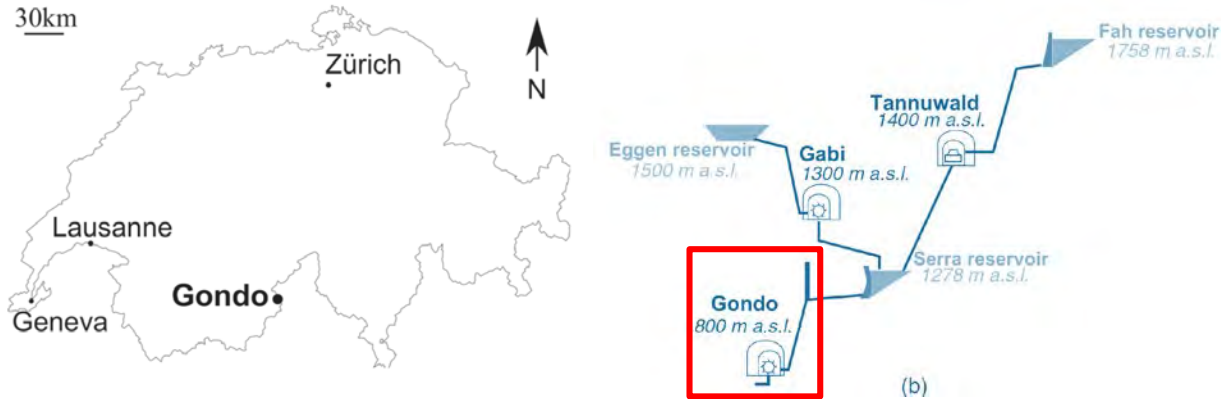 30km
Zürich
N
Lausanne
Gondo
Geneva
Fah reservoir
1758 m a.s.l.
Tannuwald
1400 m a.s.l.
Eggen reservoir
1500 m a.s.l.
Gabi
1300 m a.s.l.
Serra reservoir
1278 m a.s.l.
Gondo
800 m a.s.l.
(b)